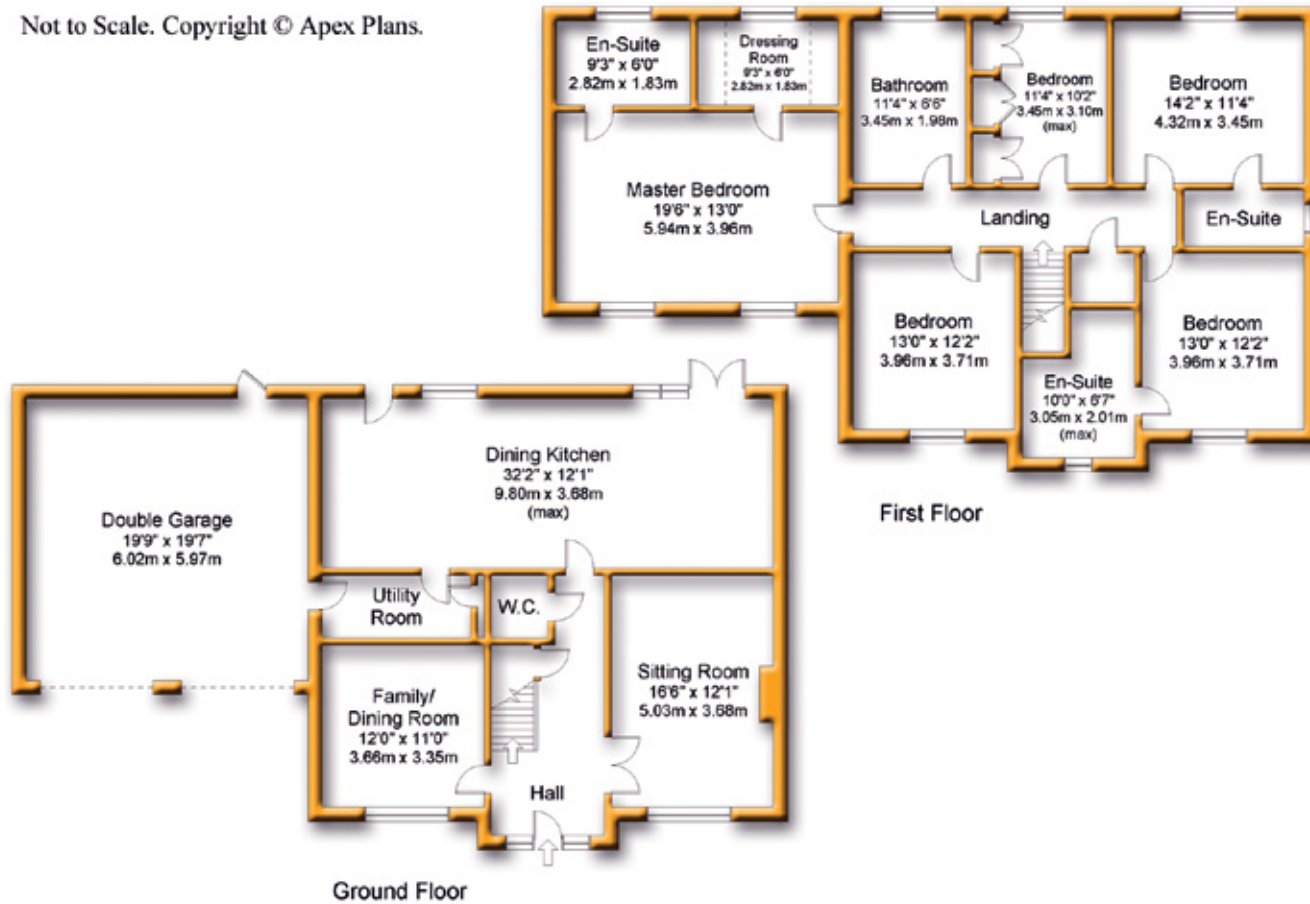 Not to Scale. Copyright © Apex Plans.
En-Suite
9'3" x 6'0"
2.82m x 1.83m
Dressing
Room
9'3" x 6'0"
2.82m x 1.83m
Bathroom
11'4" x 6'6"
3.45m x 1.98m
Bedroom
11'4" x 10'2"
3.45m x 3.10m
(max)
Bedroom
14'2" x 11'4"
4.32m x 3.45m
Master Bedroom
19'6" x 13'0"
5.94m x 3.96m
Landing
En-Suite
Bedroom
13'0" x 12'2"
3.96m x 3.71m
En-Suite
10'0" x 6'7"
3.05m x 2.01m
(max)
Bedroom
13'0" x 12'2"
3.96m x 3.71m
First Floor
Double Garage
19'9" x 19'7"
6.02m x 5.97m
Dining Kitchen
32'2" x 12'1"
9.80m x 3.68m
(max)
Utility
Room
W.C.
Family/
Dining Room
12'0" x 11'0"
3.66m x 3.35m
Sitting Room
16'6" x 12'1"
5.03m x 3.68m
Hall
Ground Floor